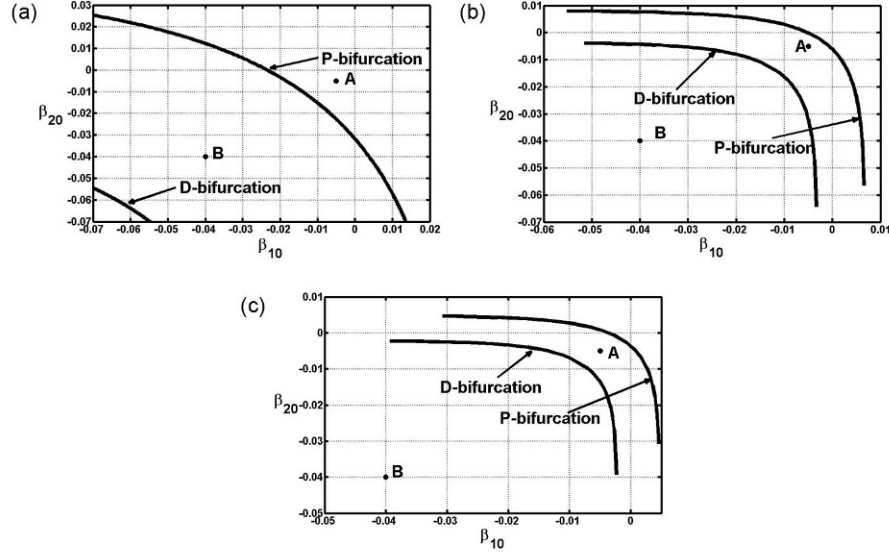 (a)
0.03
0.02
0.01
0
-0.01
-0.02
-0.03
-0.04
-0.05
-0.06
-0.07
β20
P-bifurcation
A
B
D-bifurcation
-0.07 -0.06 -0.05 -0.04 -0.03 -0.02 -0.01 0 0.01 0.02
β10
(b)
0.01
0
-0.01
-0.02
-0.03
-0.04
-0.05
-0.06
-0.07
β20
A
D-bifurcation
B
P-bifurcation
-0.06 -0.05 -0.04 -0.03 -0.02 -0.01 0 0.01
β10
(c)
0.01
0
-0.01
-0.02
-0.03
-0.04
-0.05
β20
A
D-bifurcation
P-bifurcation
B
-0.05 -0.04 -0.03 -0.02 -0.01 0
β10